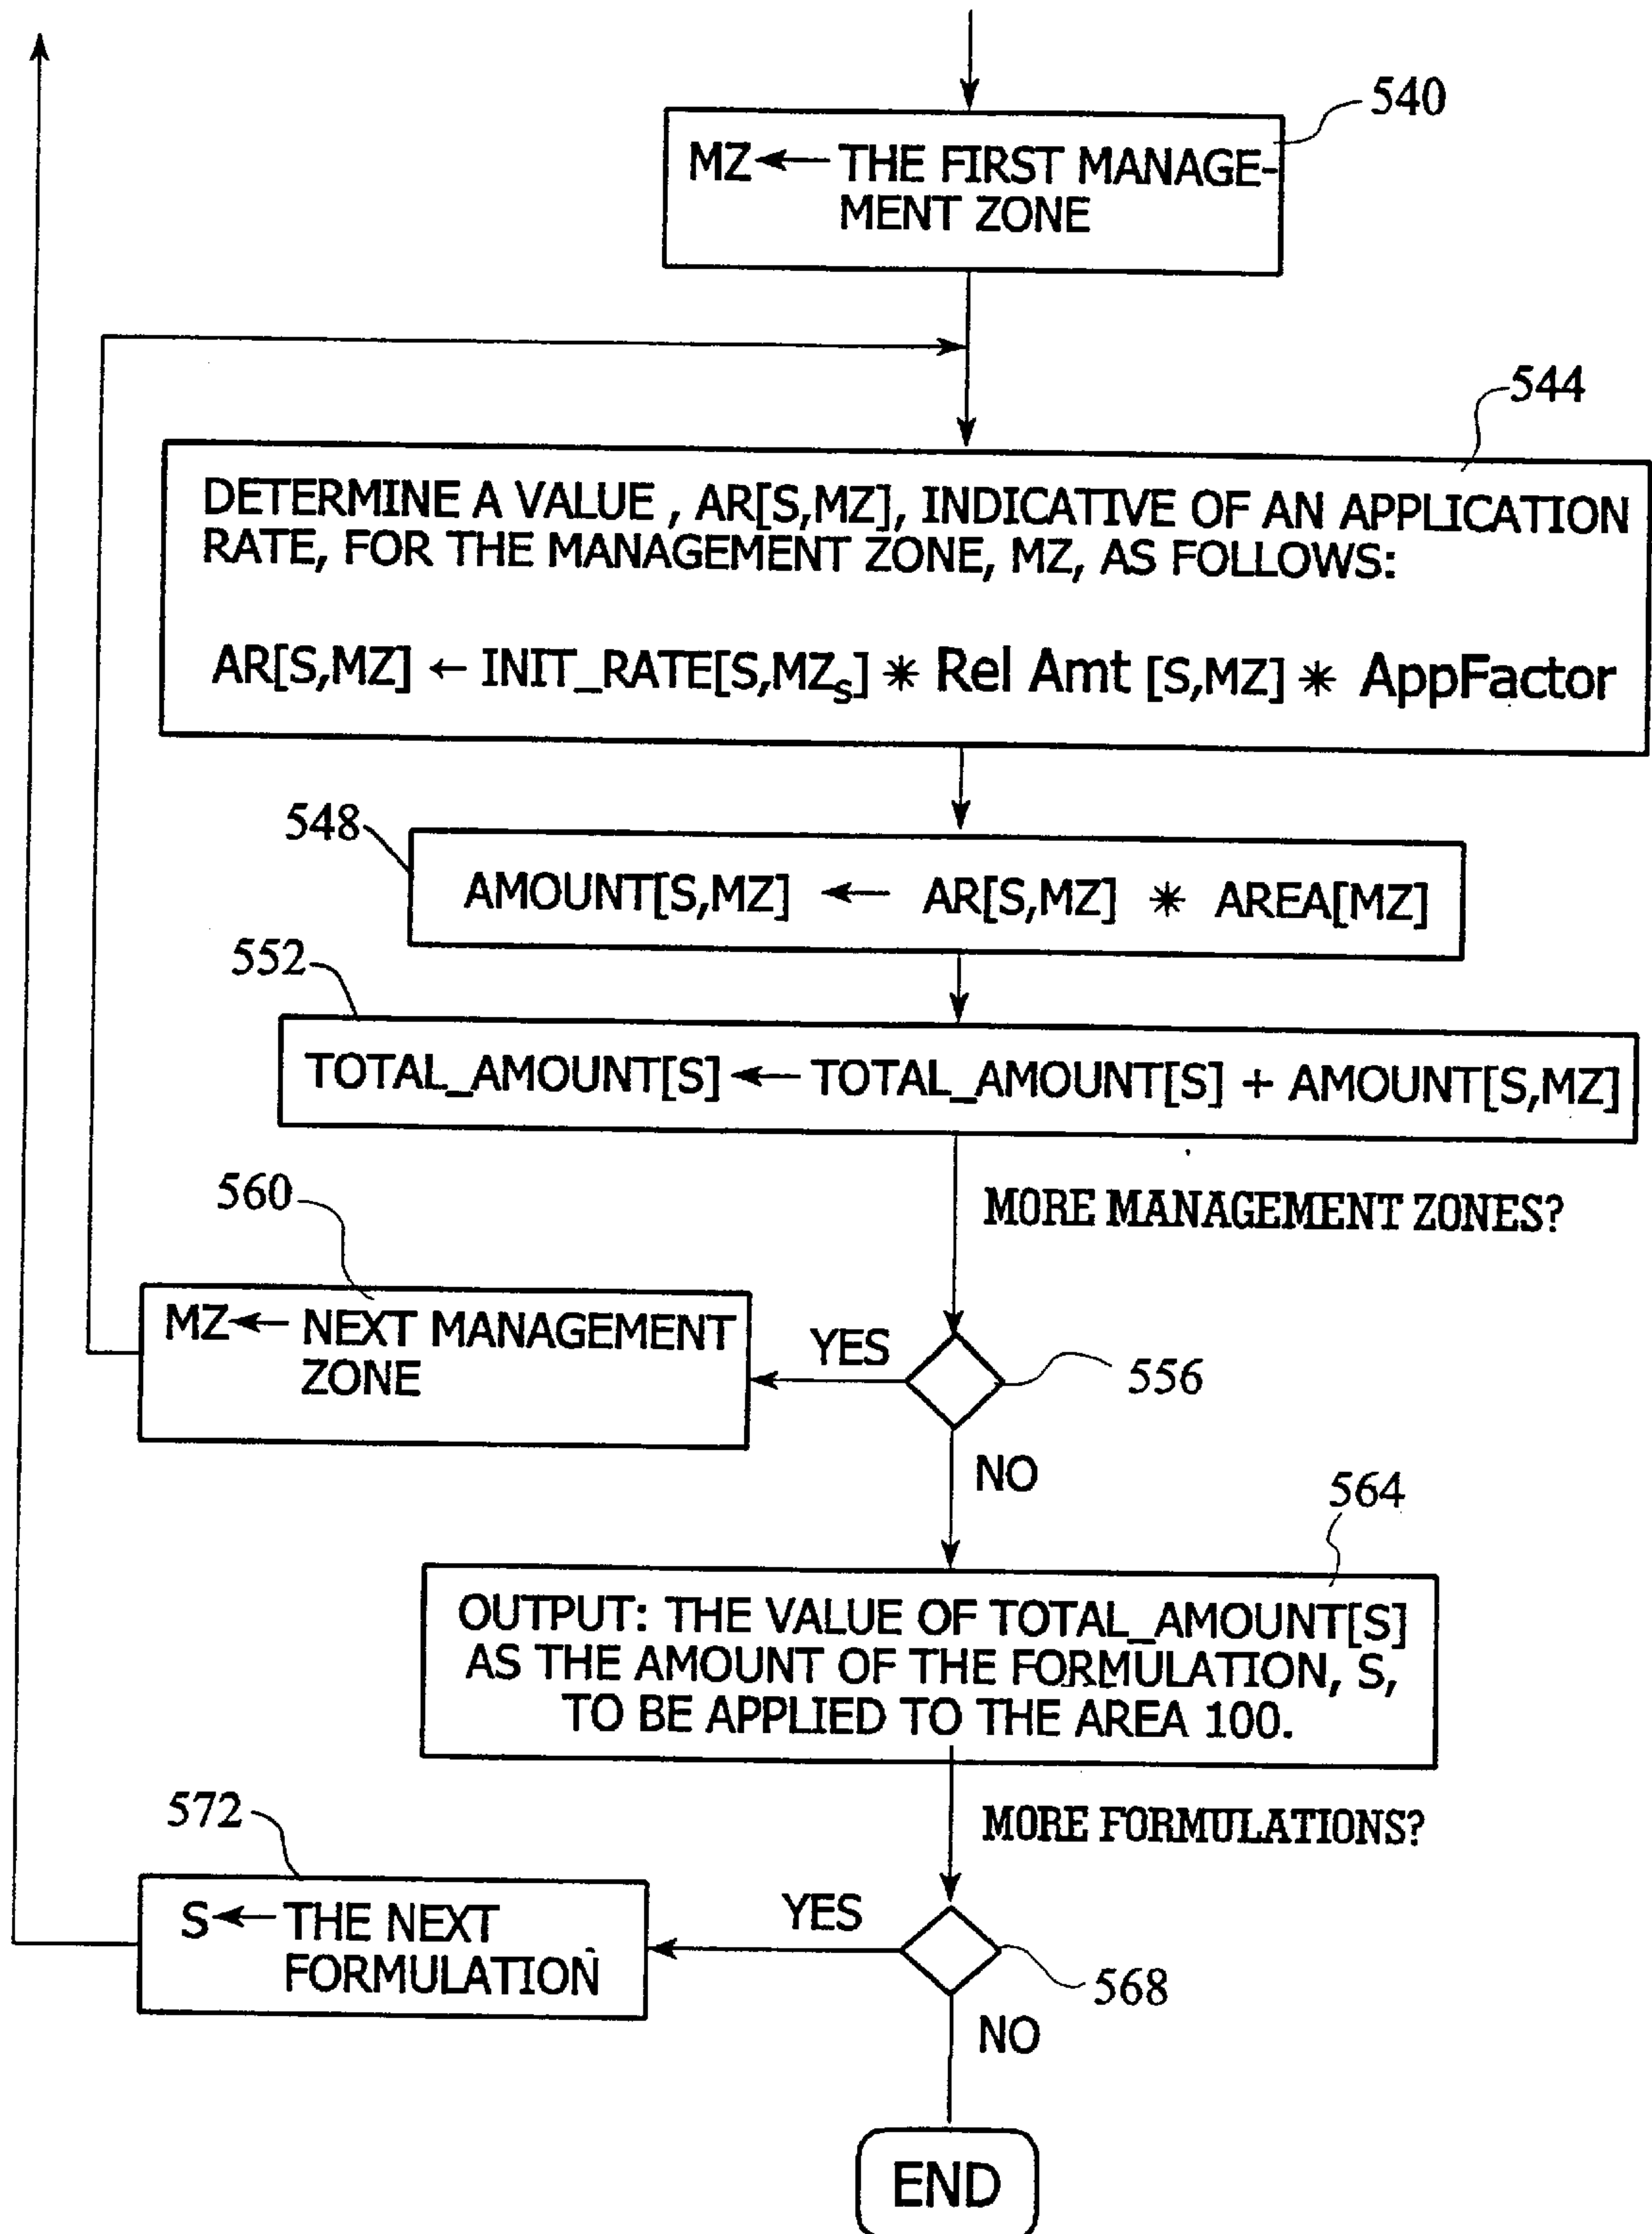 540
MZ ← THE FIRST MANAGE-
MENT ZONE
544
DETERMINE A VALUE , AR[S,MZ], INDICATIVE OF AN APPLICATION
RATE, FOR THE MANAGEMENT ZONE, MZ, AS FOLLOWS:
AR[S,MZ] ← INIT_RATE[S,MZs] * Rel Amt [S,MZ] * AppFactor
548
AMOUNT[S,MZ] ← AR[S,MZ] * AREA[MZ]
552
TOTAL_AMOUNT[S] ← TOTAL_AMOUNT[S] + AMOUNT[S,MZ]
MORE MANAGEMENT ZONES?
560
MZ ← NEXT MANAGEMENT
ZONE
YES
556
NO
564
OUTPUT: THE VALUE OF TOTAL_AMOUNT[S]
AS THE AMOUNT OF THE FORMULATION, S,
TO BE APPLIED TO THE AREA 100.
MORE FORMULATIONS?
572
S ← THE NEXT
FORMULATION
YES
568
NO
END